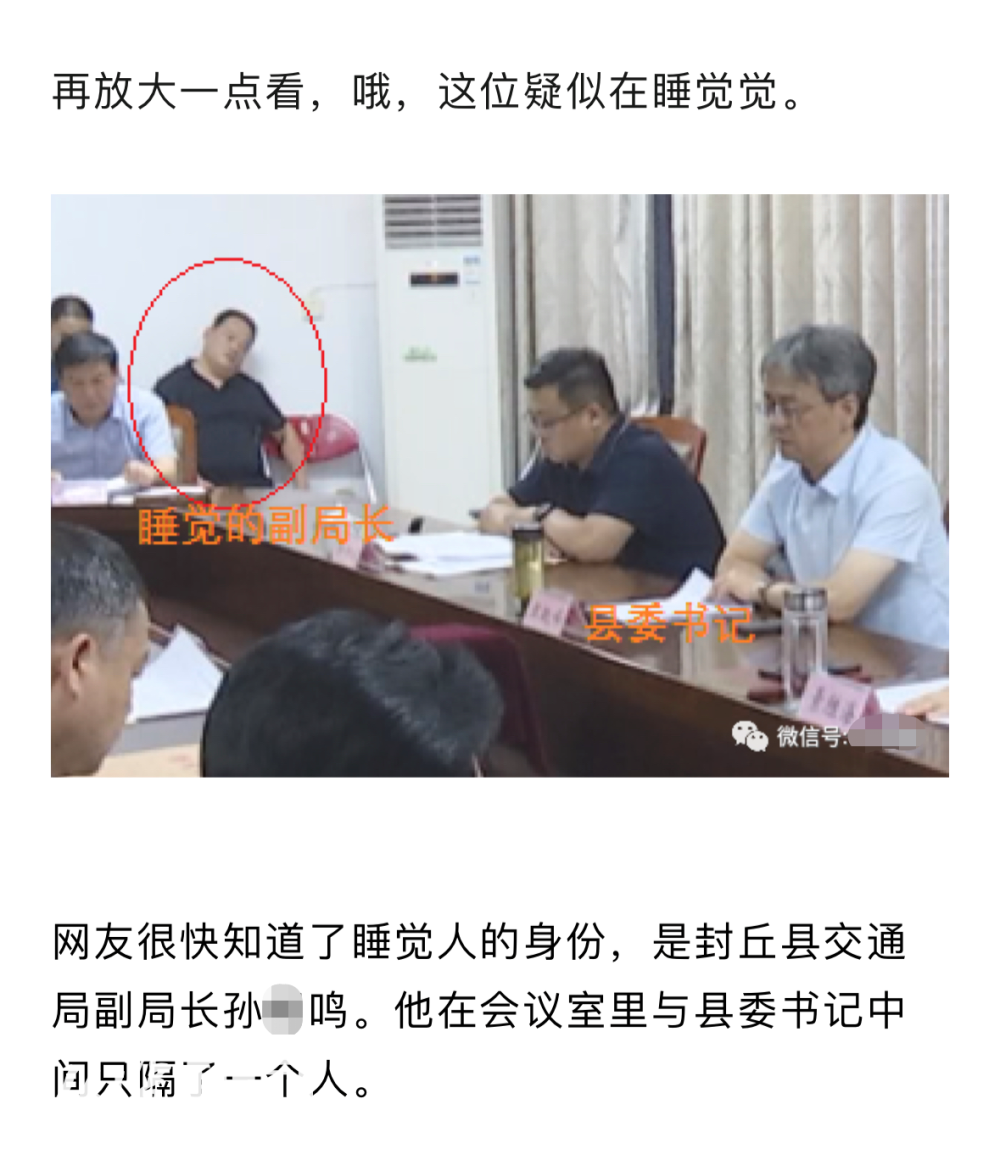 再放大一点看，哦，这位疑似在睡觉觉。
睡觉的副局长
县委书记
微信号:
网友很快知道了睡觉人的身份，是封丘县交通
局副局长孙鸣。他在会议室里与县委书记中
间只隔了一个人。